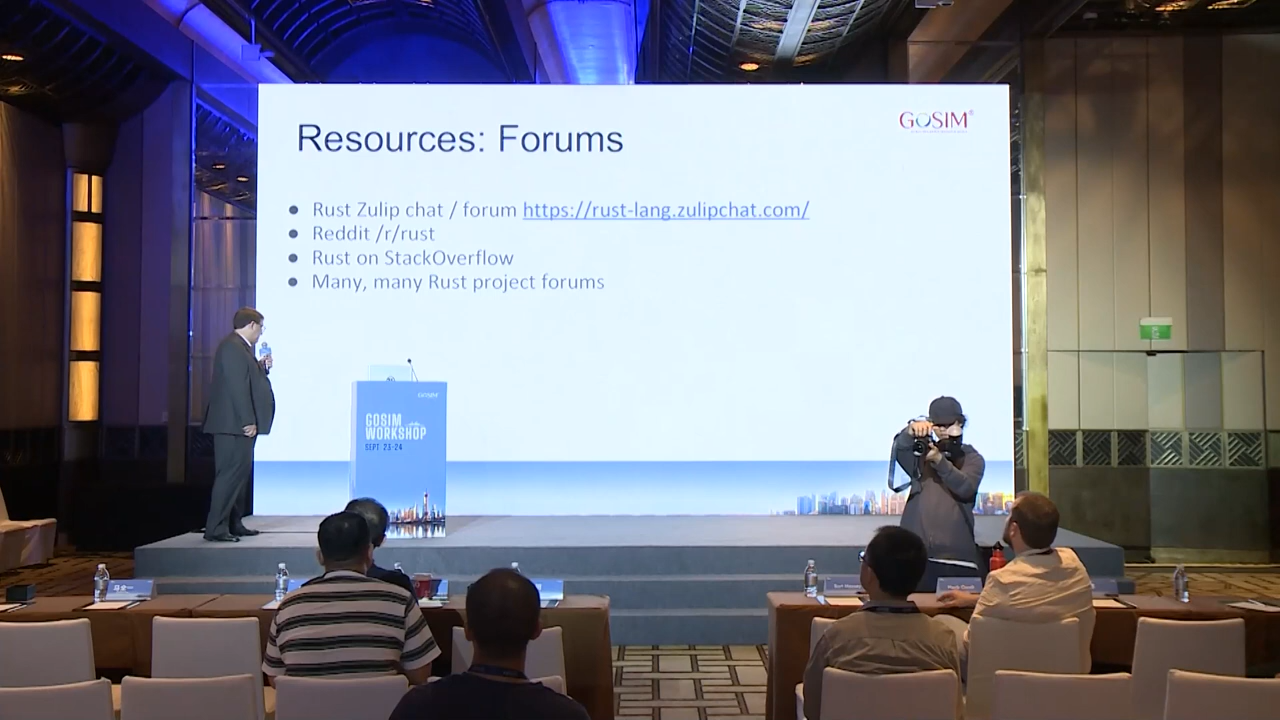 GOSIM
Resources: Forums
● Rust Zulip chat / forum https://rust-lang.zulipchat.com/
● Reddit /r/rust
● Rust on StackOverflow
● Many, many Rust project forums
GOSIM
GOSIM
WORKSHOP
SEPT 23-24